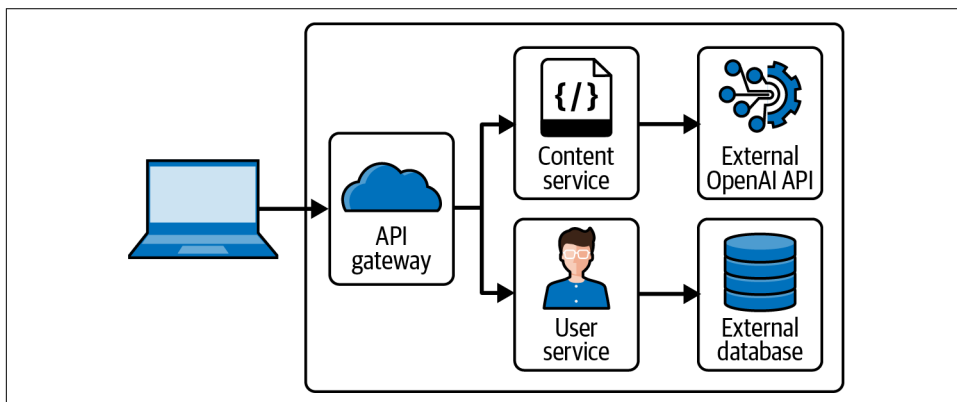 {/}
Content
service
External
OpenAI API
API
gateway
User
service
External
database